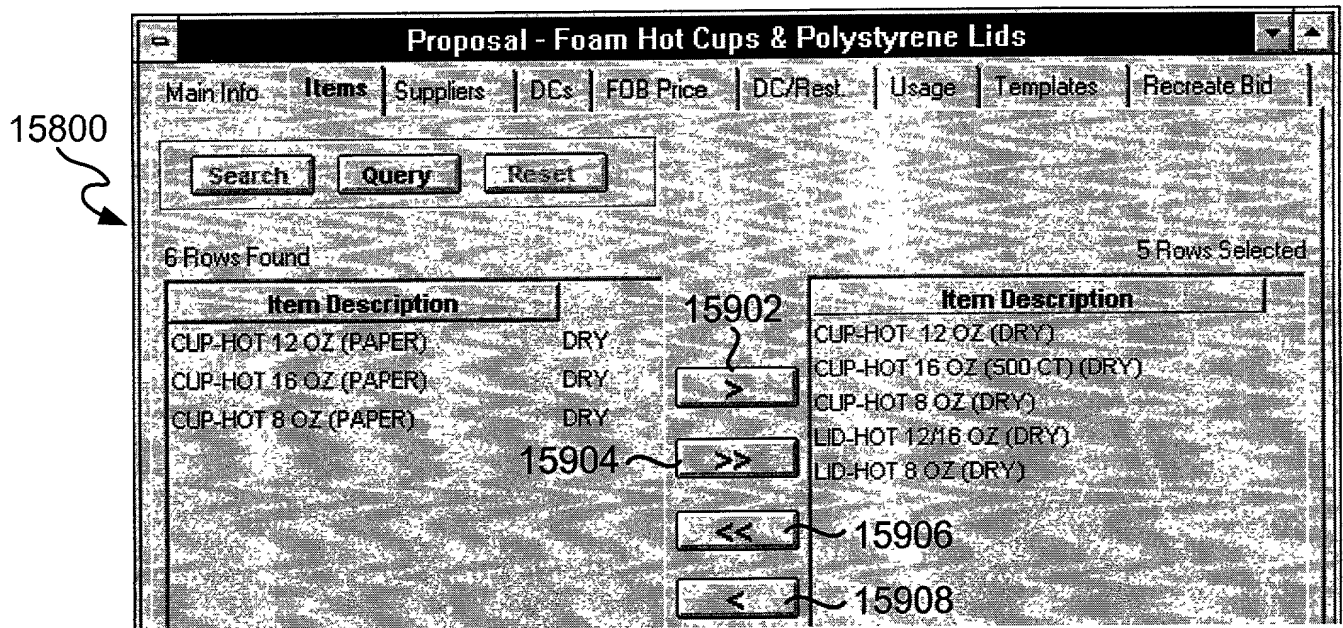 Proposal - Foam Hot Cups & Polystyrene Lids
Main Info Items Suppliers DCs FOB Price DC/Rest. Usage Templates Recreate Bid
15800
Search Query Reset
6 Rows Found
5 Rows Selected
Item Description
CUP-HOT 12 OZ (PAPER) DRY
CUP-HOT 16 OZ (PAPER) DRY
CUP-HOT 8 OZ (PAPER) DRY
15902
>
15904
>>
<<
15906
<
15908
Item Description
CUP-HOT 12 OZ (DRY)
CUP-HOT 16 OZ (500 CT) (DRY)
CUP-HOT 8 OZ (DRY)
LID-HOT 12/16 OZ (DRY)
LID-HOT 8 OZ (DRY)